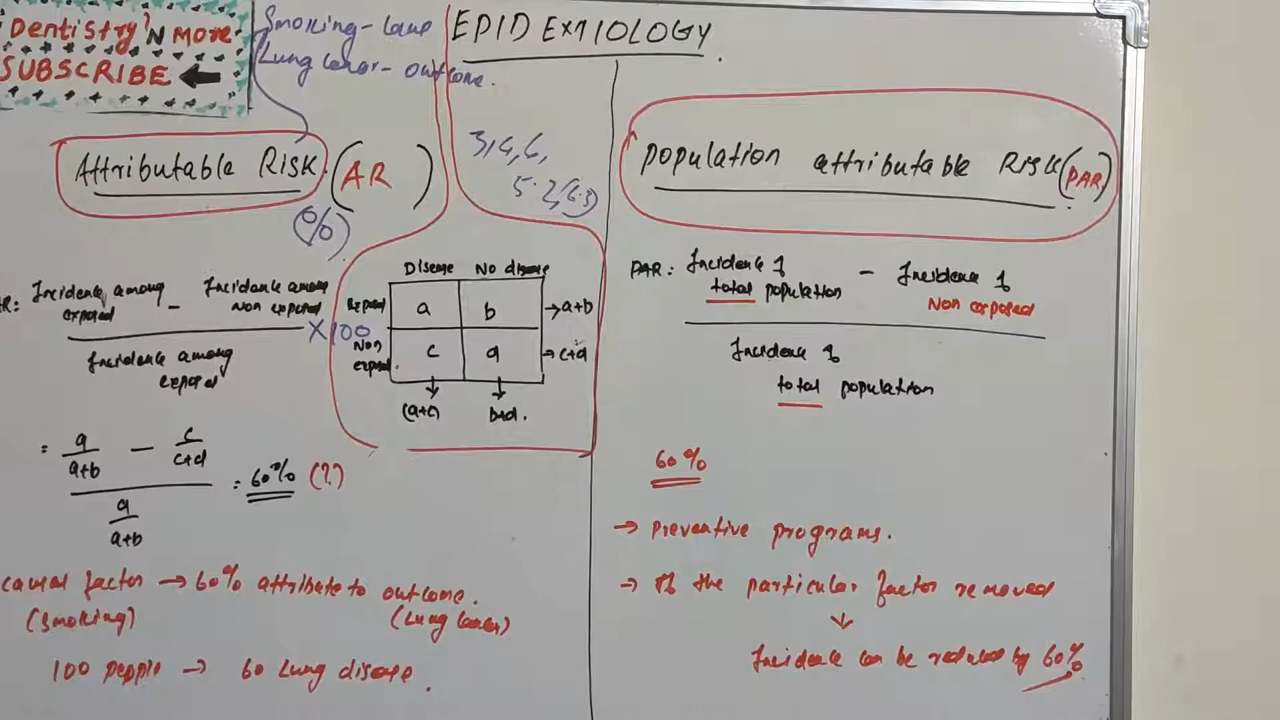 Dentistry 'N More
SUBSCRIBE
Smoking -
Lung cancer - outcome.
EPIDEMIOLOGY
Attributable Risk (AR)
(%)
3, 4, 6,
5.2, (6.3)
Population attributable Risk (PAR)
R: Incidence among exposed - Incidence among Non exposed
Incidence among exposed
X 100
Disease No disease
Exposed a b → a+b
Non exposed c d → c+d
(a+c) b+d.
= a/a+b - c/c+d
a/a+b
= 60% (?)
causal factor → 60% attribute to outcome.
(smoking) (Lung cancer)
100 people → 60 Lung disease.
PAR: Incidence of total population - Incidence of Non exposed
Incidence of total population
60%
→ Preventive programs.
→ If the particular factor removed
Incidence can be reduced by 60%